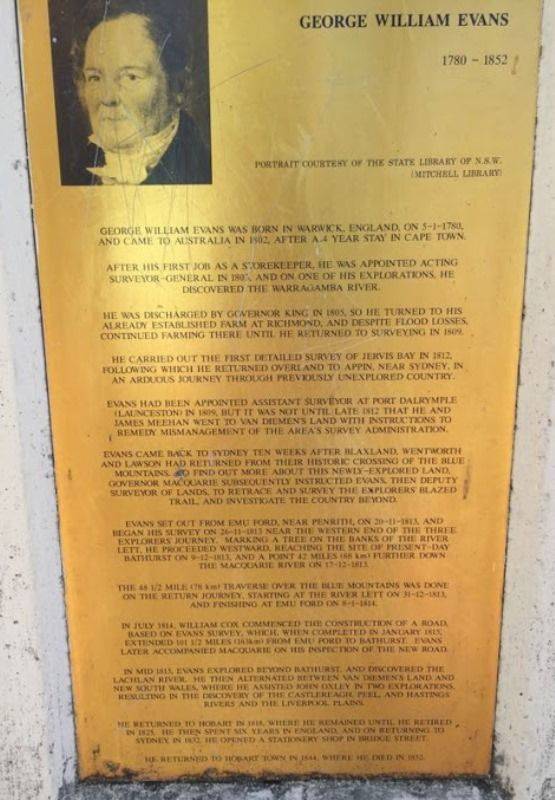 GEORGE WILLIAM EVANS
1780 – 1852
PORTRAIT COURTESY OF THE STATE LIBRARY OF N.S.W.
(MITCHELL LIBRARY)
GEORGE WILLIAM EVANS WAS BORN IN WARWICK, ENGLAND, ON 5-1-1780,
AND CAME TO AUSTRALIA IN 1802, AFTER A 4 YEAR STAY IN CAPE TOWN.
AFTER HIS FIRST JOB AS A STOREKEEPER, HE WAS APPOINTED ACTING
SURVEYOR-GENERAL IN AND ON ONE OF HIS EXPLORATIONS, HE
DISCOVERED THE WARRAGAMBA RIVER.
HE WAS DISCHARGED BY GOVERNOR KING IN 1805, SO HE TURNED TO HIS
ALREADY ESTABLISHED FARM AT RICHMOND, AND DESPITE FLOOD LOSSES,
CONTINUED FARMING THERE UNTIL HE RETURNED TO SURVEYING IN 1809.
HE CARRIED OUT THE FIRST DETAILED SURVEY OF JERVIS BAY IN 1812,
FOLLOWING WHICH HE RETURNED OVERLAND TO APPIN, NEAR SYDNEY, IN
AN ARDUOUS JOURNEY THROUGH PREVIOUSLY UNEXPLORED COUNTRY.
EVANS HAD BEEN APPOINTED ASSISTANT SURVEYOR AT PORT DALRYMPLE
(LAUNCESTON) IN 1809, BUT IT WAS NOT UNTIL LATE 1812 THAT HE AND
JAMES MEEHAN WENT TO VAN DIEMEN'S LAND WITH INSTRUCTIONS TO
REMEDY MISMANAGEMENT OF THE AREA'S SURVEY ADMINISTRATION.
EVANS CAME BACK TO SYDNEY TEN WEEKS AFTER BLAXLAND, WENTWORTH
AND LAWSON HAD RETURNED FROM THEIR HISTORIC CROSSING OF THE BLUE
MOUNTAINS. TO FIND OUT MORE ABOUT THIS NEWLY-EXPLORED LAND,
GOVERNOR MACQUARIE SUBSEQUENTLY INSTRUCTED EVANS, THEN DEPUTY
SURVEYOR OF LANDS, TO RETRACE AND SURVEY THE EXPLORERS' BLAZED
TRAIL, AND INVESTIGATE THE COUNTRY BEYOND.
EVANS SET OUT FROM EMU FORD, NEAR PENRITH, ON 20-11-1813, AND
BEGAN HIS SURVEY ON 26-11-1813 NEAR THE WESTERN END OF THE THREE
EXPLORERS JOURNEY. MARKING A TREE ON THE BANKS OF THE RIVER
LETT, HE PROCEEDED WESTWARD, REACHING THE SITE OF PRESENT-DAY
BATHURST ON 9-12-1813, AND A POINT 42 MILES (68 km) FURTHER DOWN
THE MACQUARIE RIVER ON 17-12-1813.
THE 48 1/2 MILE (78 km) TRAVERSE OVER THE BLUE MOUNTAINS WAS DONE
ON THE RETURN JOURNEY, STARTING AT THE RIVER LETT ON 31-12-1813,
AND FINISHING AT EMU FORD ON 8-1-1814.
IN JULY 1814, WILLIAM COX COMMENCED THE CONSTRUCTION OF A ROAD,
BASED ON EVANS SURVEY, WHICH, WHEN COMPLETED IN JANUARY 1815,
EXTENDED 101 1/2 MILES (163km) FROM EMU FORD TO BATHURST. EVANS
LATER ACCOMPANIED MACQUARIE ON HIS INSPECTION OF THE NEW ROAD.
IN MID 1815, EVANS EXPLORED BEYOND BATHURST, AND DISCOVERED THE
LACHLAN RIVER. HE THEN ALTERNATED BETWEEN VAN DIEMEN'S LAND AND
NEW SOUTH WALES, WHERE HE ASSISTED JOHN OXLEY IN TWO EXPLORATIONS,
RESULTING IN THE DISCOVERY OF THE CASTLEREAGH, PEEL, AND HASTINGS
RIVERS AND THE LIVERPOOL PLAINS.
HE RETURNED TO HOBART IN 1818, WHERE HE REMAINED UNTIL HE RETIRED
IN 1825. HE THEN SPENT SIX YEARS IN ENGLAND, AND ON RETURNING TO
SYDNEY IN 1832, HE OPENED A STATIONERY SHOP IN BRIDGE STREET.
HE RETURNED TO HOBART TOWN IN 1844, WHERE HE DIED IN 1852.